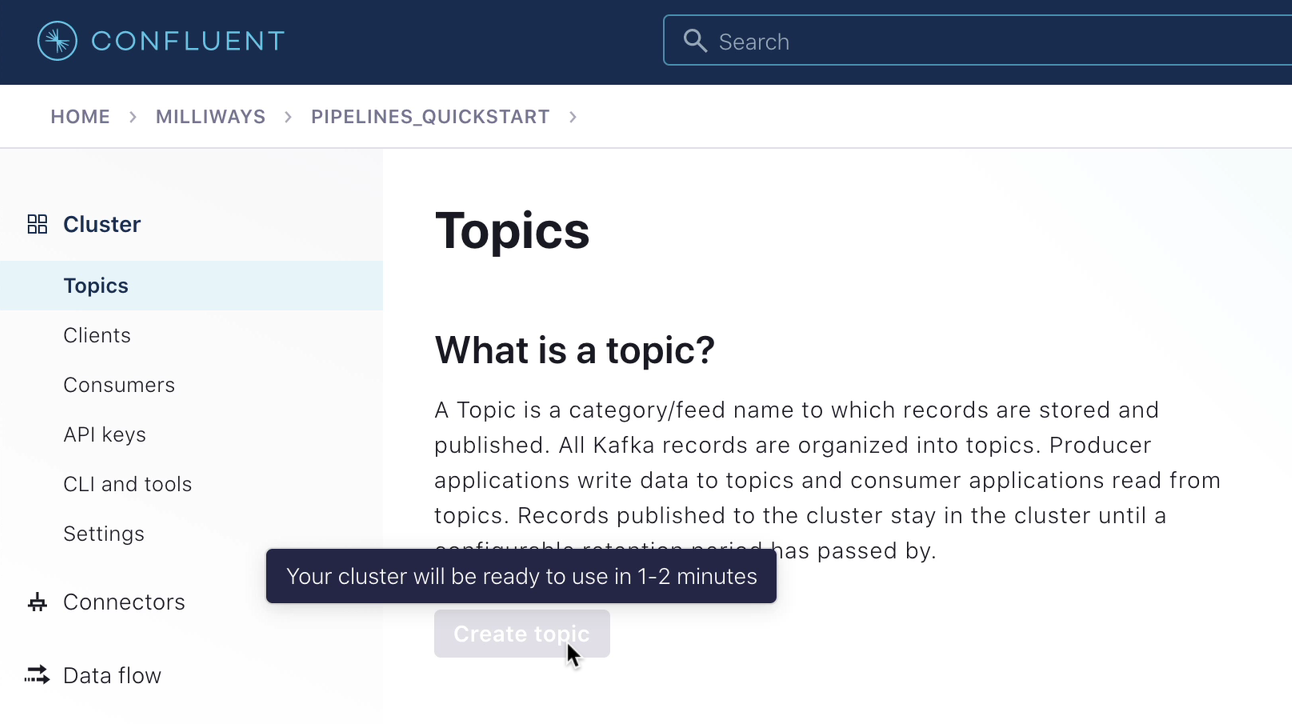 CONFLUENT
Search
HOME > MILLIWAYS > PIPELINES_QUICKSTART >
Cluster
Topics
Clients
Consumers
API keys
CLI and tools
Settings
Connectors
Data flow
Topics
What is a topic?
A Topic is a category/feed name to which records are stored and
published. All Kafka records are organized into topics. Producer
applications write data to topics and consumer applications read from
topics. Records published to the cluster stay in the cluster until a
configurable retention period has passed by.
Your cluster will be ready to use in 1-2 minutes
Create topic